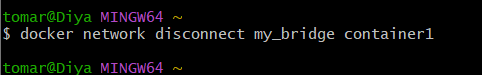 tomar@Diya MINGW64 ~
$ docker network disconnect my_bridge container1
tomar@Diya MINGW64 ~